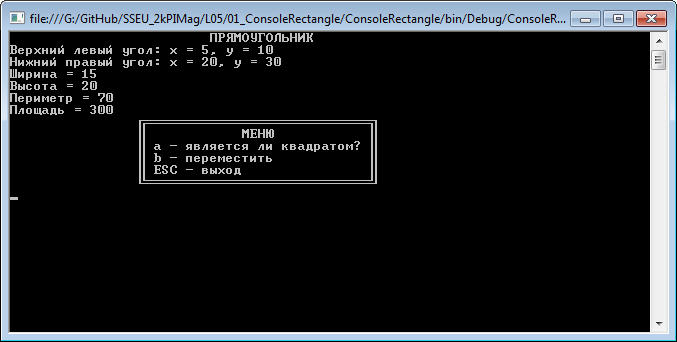 file:///G:/GitHub/SSEU_2kPIMag/L05/01_ConsoleRectangle/ConsoleRectangle/bin/Debug/ConsoleR...
ПРЯМОУГОЛЬНИК
Верхний левый угол: x = 5, y = 10
Нижний правый угол: x = 20, y = 30
Ширина = 15
Высота = 20
Периметр = 70
Площадь = 300
МЕНЮ
a - является ли квадратом?
b - переместить
ESC - выход